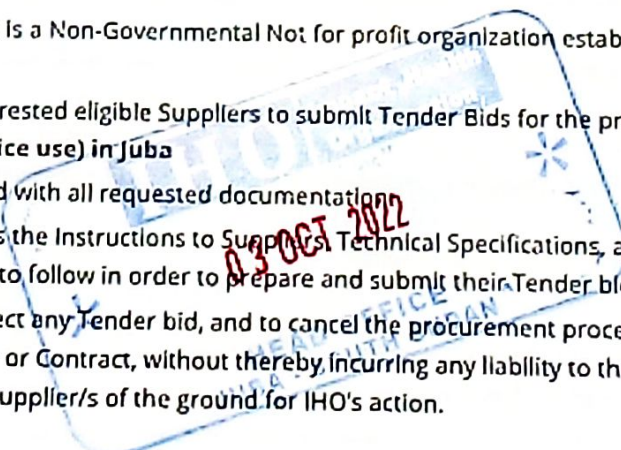 is a Non-Governmental Not for profit organization estab
rested eligible Suppliers to submit Tender Bids for the pr
ice use) in Juba
d with all requested documentation
s the Instructions to Suppliers, Technical Specifications, a
to follow in order to prepare and submit their Tender bi
ect any Tender bid, and to cancel the procurement proce
or Contract, without thereby incurring any liability to th
upplier/s of the ground for IHO's action.
IHO
03 OCT 2022
HEAD OFFICE
JUBA - SOUTH SUDAN